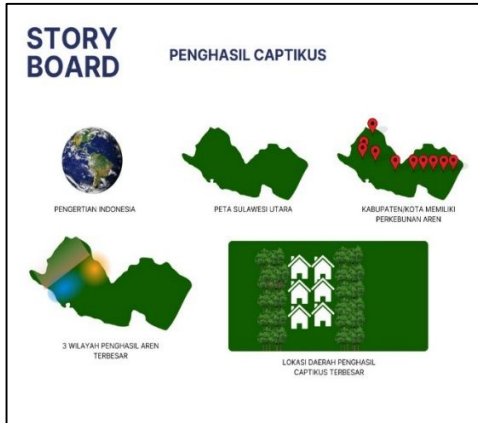 STORY
BOARD
PENGHASIL CAPTIKUS
PENGERTIAN INDONESIA
PETA SULAWESI UTARA
KABUPATEN/KOTA MEMILIKI
PERKEBUNAN AREN
3 WILAYAH PENGHASIL AREN
TERBESAR
LOKASI DAERAH PENGHASIL
CAPTIKUS TERBESAR